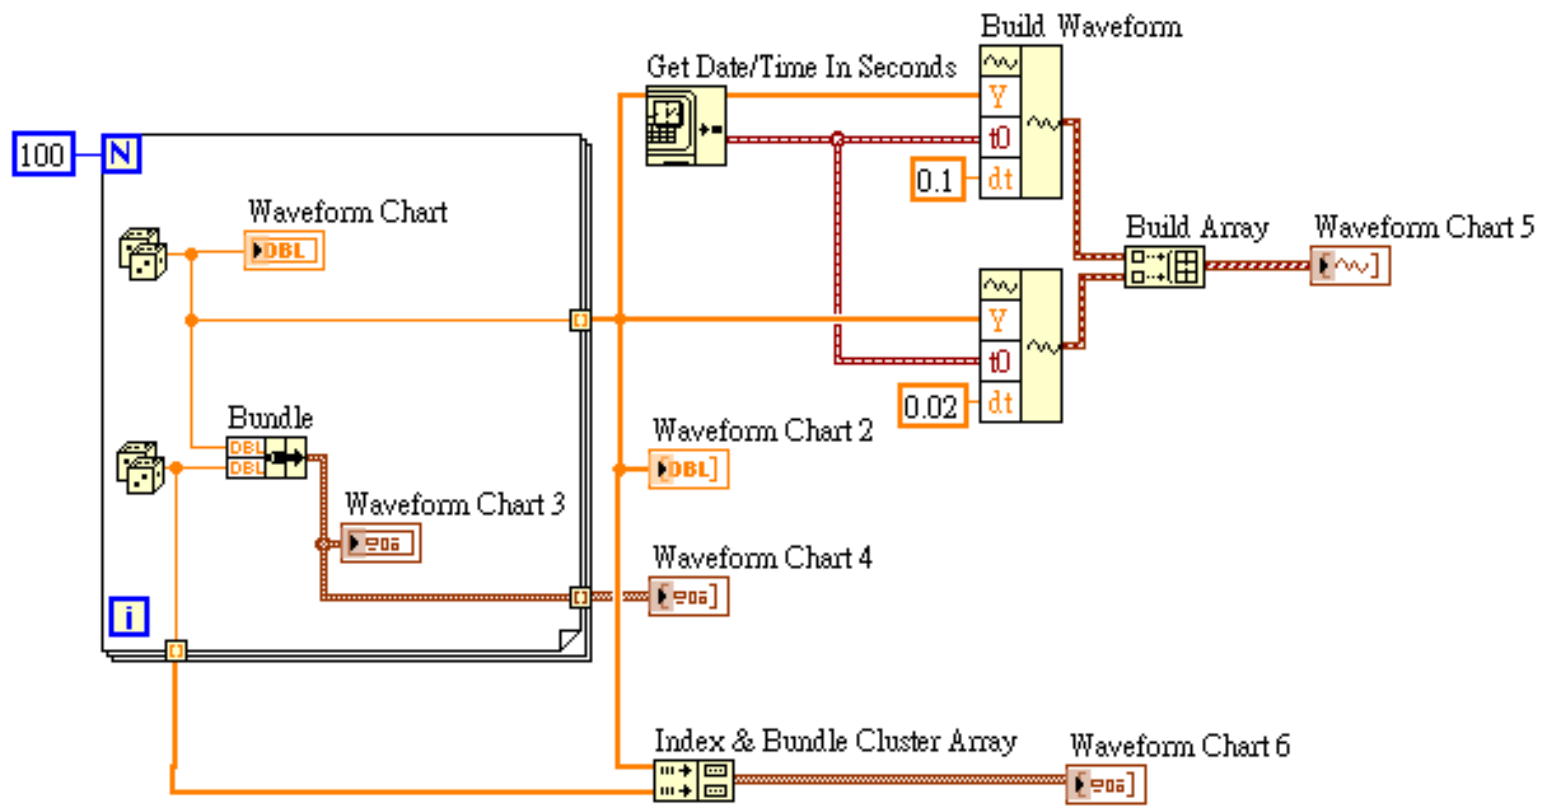 Build Waveform
Get Date/Time In Seconds
Y
100
N
t0
0.1
dt
Waveform Chart
DBL
Build Array
Waveform Chart 5
Y
t0
0.02
dt
Bundle
DBL
DBL
Waveform Chart 2
DBL
Waveform Chart 3
Waveform Chart 4
i
Index & Bundle Cluster Array
Waveform Chart 6